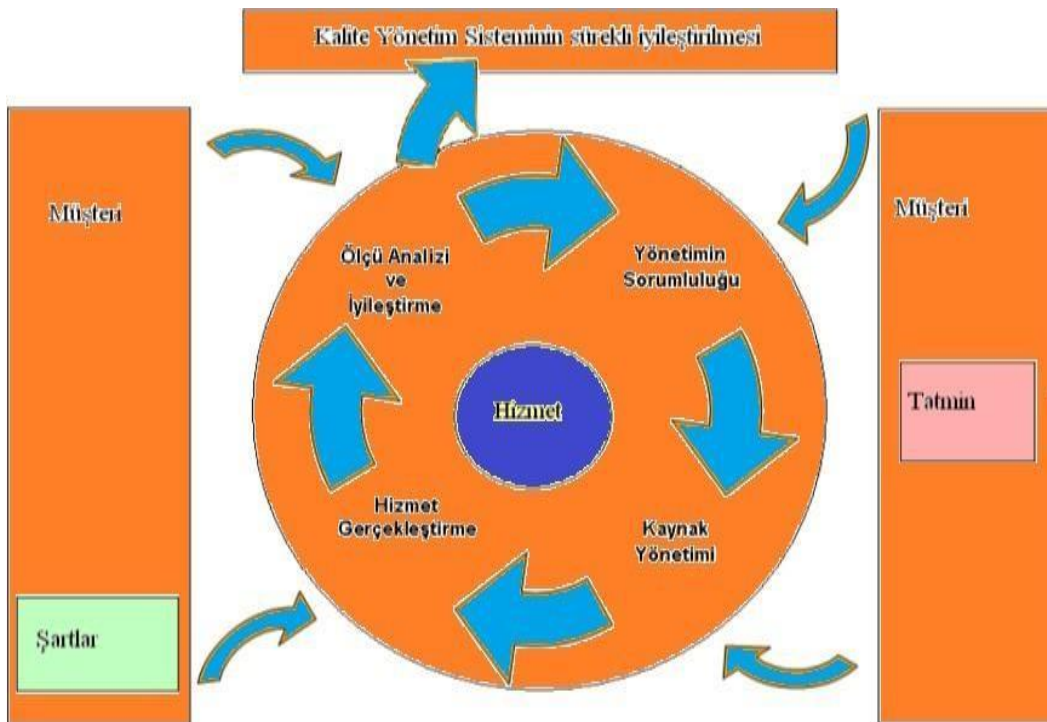 Kalite Yönetim Sisteminin sürekli iyileştirilmesi
Müşteri
Müşteri
Ölçü Analizi
ve
İyileştirme
Yönetimin
Sorumluluğu
Tatmin
Hizmet
Hizmet
Gerçekleştirme
Kaynak
Yönetimi
Şartlar